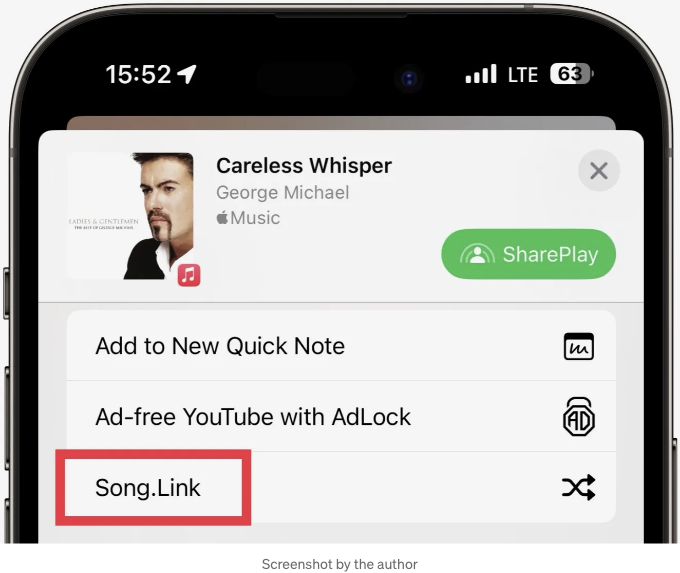 15:52
LTE 63
Careless Whisper
George Michael
Music
LADIES & GENTLEMEN
THE BEST OF GEORGE MICHAEL
SharePlay
Add to New Quick Note
Ad-free YouTube with AdLock
AD
Song.Link
Screenshot by the author